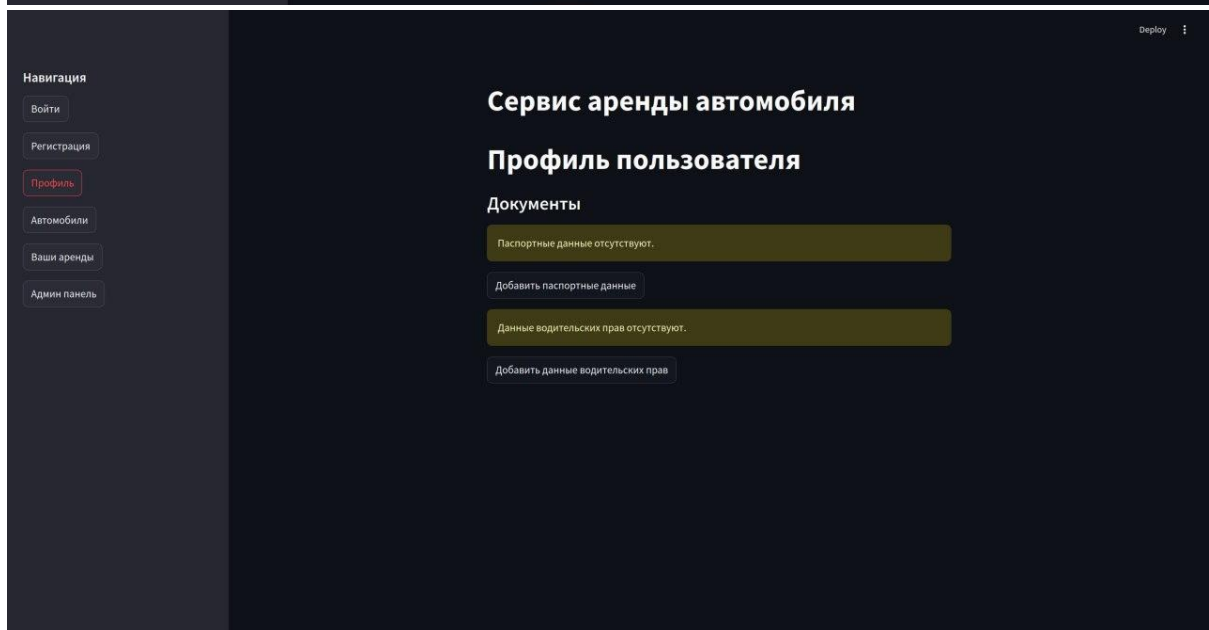 Deploy
Навигация
Войти
Регистрация
Профиль
Автомобили
Ваши аренды
Админ панель
Сервис аренды автомобиля
Профиль пользователя
Документы
Паспортные данные отсутствуют.
Добавить паспортные данные
Данные водительских прав отсутствуют.
Добавить данные водительских прав